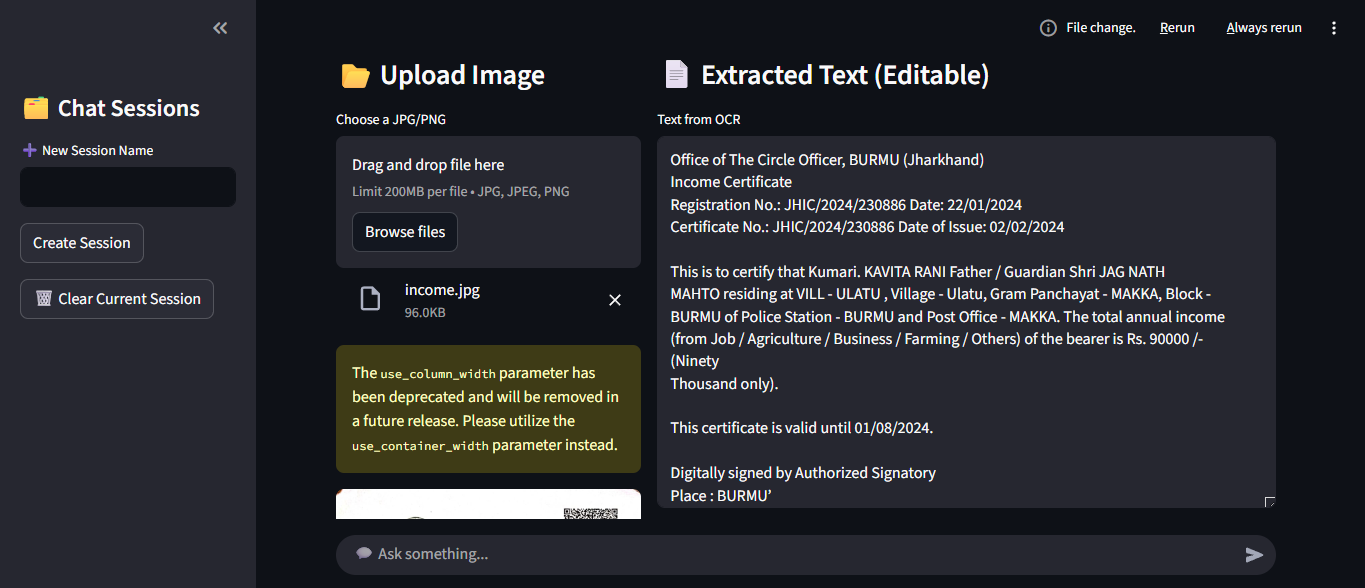 File change.
Rerun
Always rerun
Chat Sessions
New Session Name
Create Session
Clear Current Session
Upload Image
Choose a JPG/PNG
Drag and drop file here
Limit 200MB per file • JPG, JPEG, PNG
Browse files
income.jpg
96.0KB
The use_column_width parameter has
been deprecated and will be removed in
a future release. Please utilize the
use_container_width parameter instead.
Extracted Text (Editable)
Text from OCR
Office of The Circle Officer, BURMU (Jharkhand)
Income Certificate
Registration No.: JHIC/2024/230886 Date: 22/01/2024
Certificate No.: JHIC/2024/230886 Date of Issue: 02/02/2024
This is to certify that Kumari. KAVITA RANI Father / Guardian Shri JAG NATH
MAHTO residing at VILL - ULATU , Village - Ulatu, Gram Panchayat - MAKKA, Block -
BURMU of Police Station - BURMU and Post Office - MAKKA. The total annual income
(from Job / Agriculture / Business / Farming / Others) of the bearer is Rs. 90000 /-
(Ninety
Thousand only).
This certificate is valid until 01/08/2024.
Digitally signed by Authorized Signatory
Place : BURMU’
Ask something...